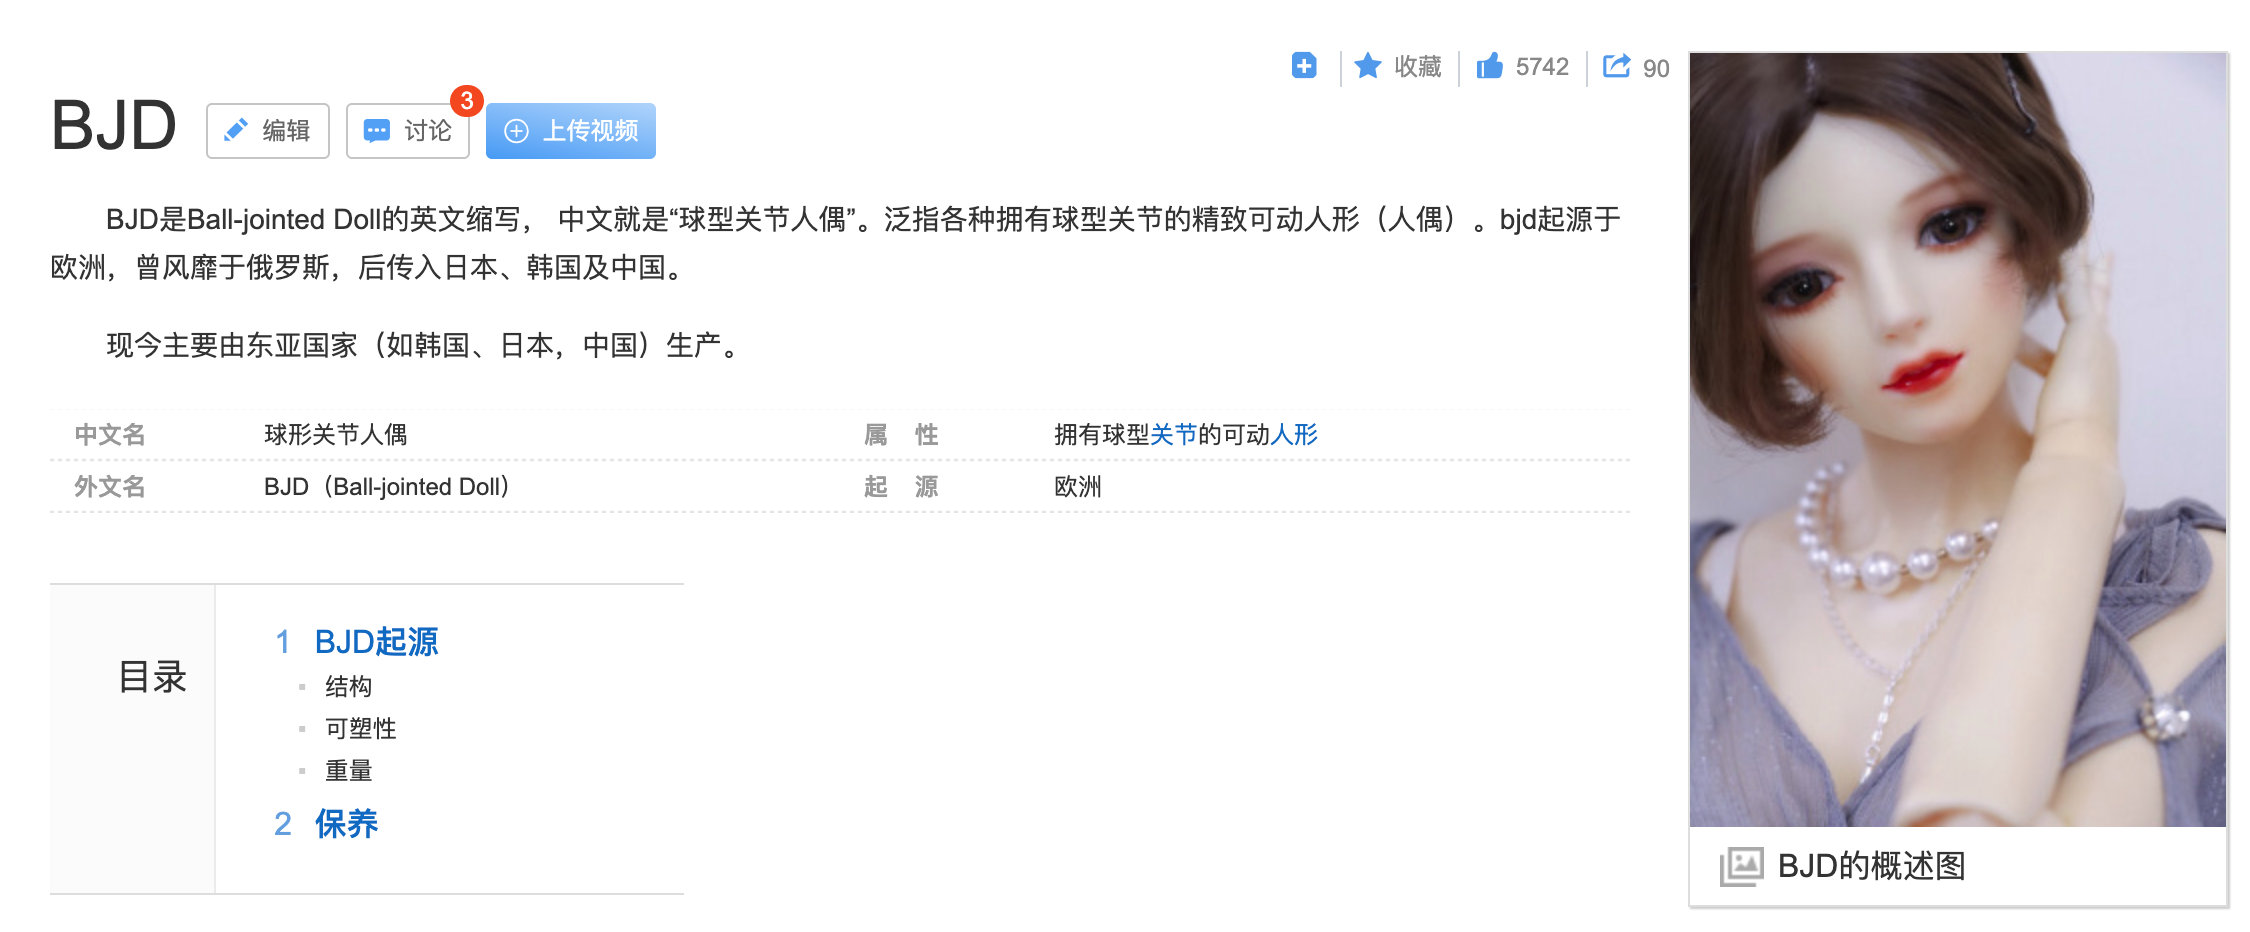 收藏 5742 90
BJD 编辑 讨论 3 上传视频
BJD是Ball-jointed Doll的英文缩写， 中文就是“球型关节人偶”。泛指各种拥有球型关节的精致可动人形（人偶）。bjd起源于
欧洲，曾风靡于俄罗斯，后传入日本、韩国及中国。
现今主要由东亚国家（如韩国、日本，中国）生产。
中文名 球形关节人偶 属 性 拥有球型关节的可动人形
外文名 BJD（Ball-jointed Doll） 起 源 欧洲
目录
1 BJD起源
结构
可塑性
重量
2 保养
BJD的概述图